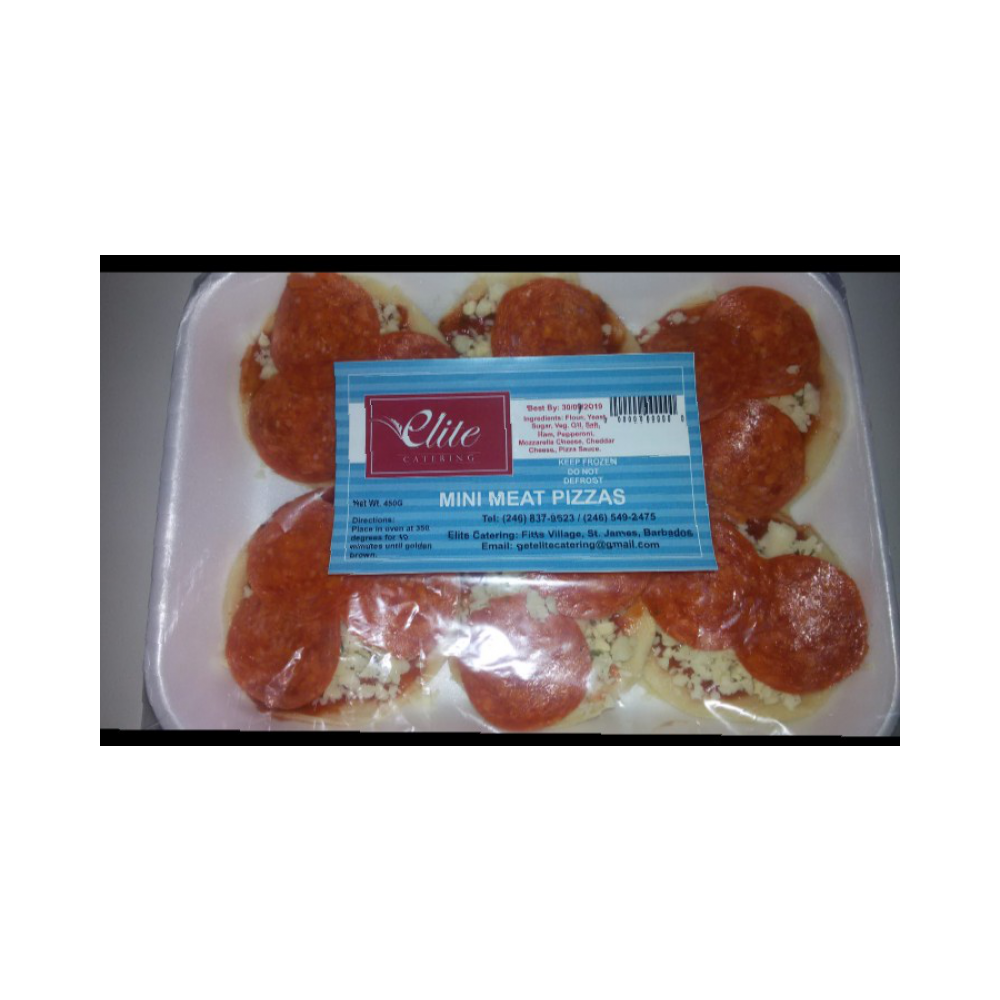 elite
CATERING
Best By: 30/09/2019
Ingredients: Flour, Yeast,
Sugar, Veg. Oil, Salt,
Ham, Pepperoni,
Mozzarella Cheese, Cheddar
Cheese, Pizza Sauce.
KEEP FROZEN
DO NOT
DEFROST
MINI MEAT PIZZAS
Net Wt. 450G
Directions:
Place in oven at 350
degrees for 10
minutes until golden
brown.
Tel: (246) 837-9523 / (246) 549-2475
Elite Catering: Fitts Village, St. James, Barbados
Email: getelitecatering@gmail.com